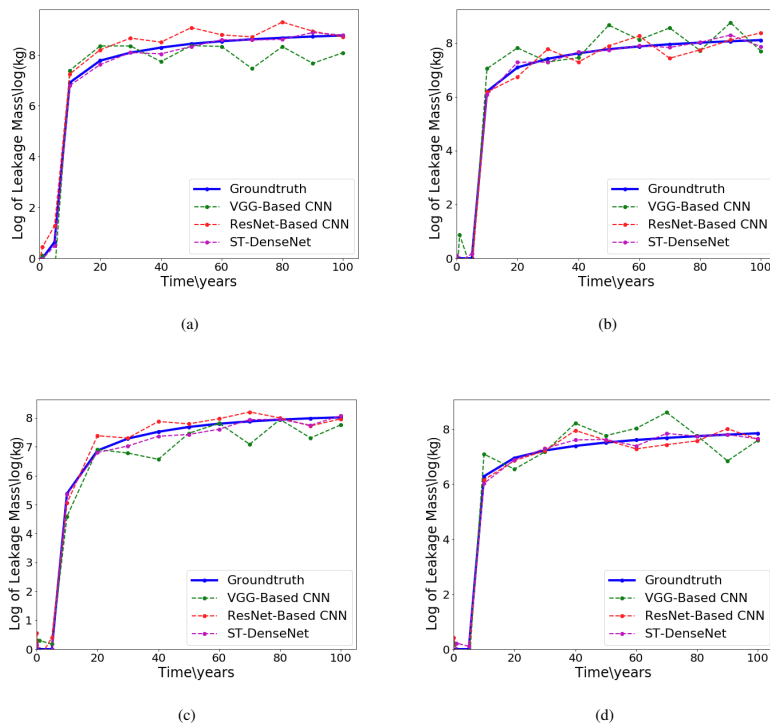 Log of Leakage Mass\log(kg)
8
6
4
2
0
0 20 40 60 80 100
Time\years
Groundtruth
VGG-Based CNN
ResNet-Based CNN
ST-DenseNet
(a)
Log of Leakage Mass\log(kg)
8
6
4
2
0
0 20 40 60 80 100
Time\years
Groundtruth
VGG-Based CNN
ResNet-Based CNN
ST-DenseNet
(b)
Log of Leakage Mass\log(kg)
8
7
6
5
4
3
2
1
0
0 20 40 60 80 100
Time\years
Groundtruth
VGG-Based CNN
ResNet-Based CNN
ST-DenseNet
(c)
Log of Leakage Mass\log(kg)
8
6
4
2
0
0 20 40 60 80 100
Time\years
Groundtruth
VGG-Based CNN
ResNet-Based CNN
ST-DenseNet
(d)